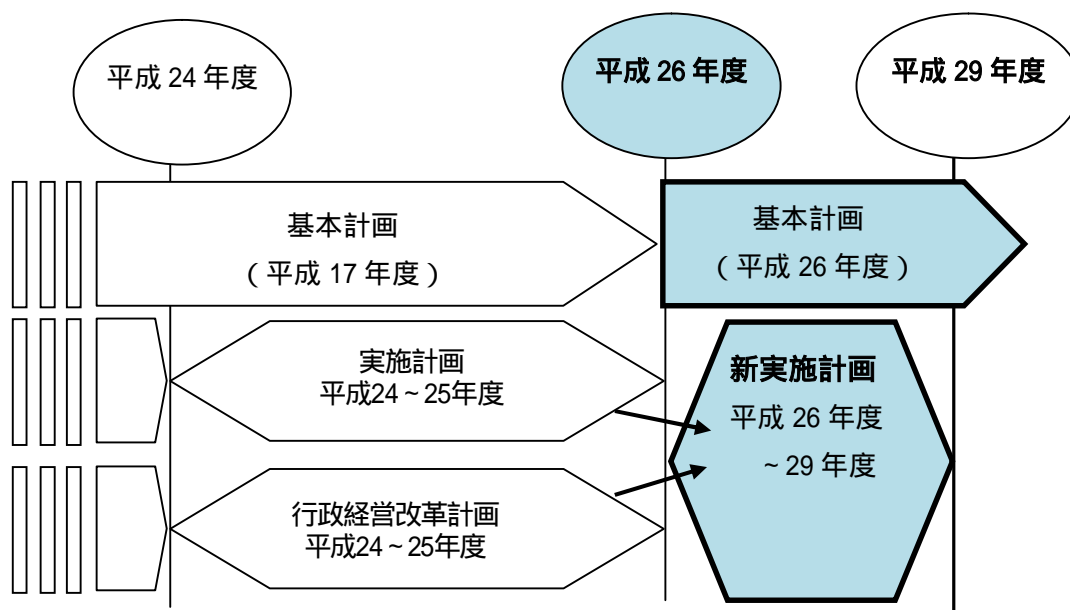 平成 24 年度
平成 26 年度
平成 29 年度
基本計画
（平成 17 年度）
基本計画
（平成 26 年度）
実施計画
平成24～25年度
新実施計画
平成 26 年度
～29 年度
行政経営改革計画
平成24～25年度